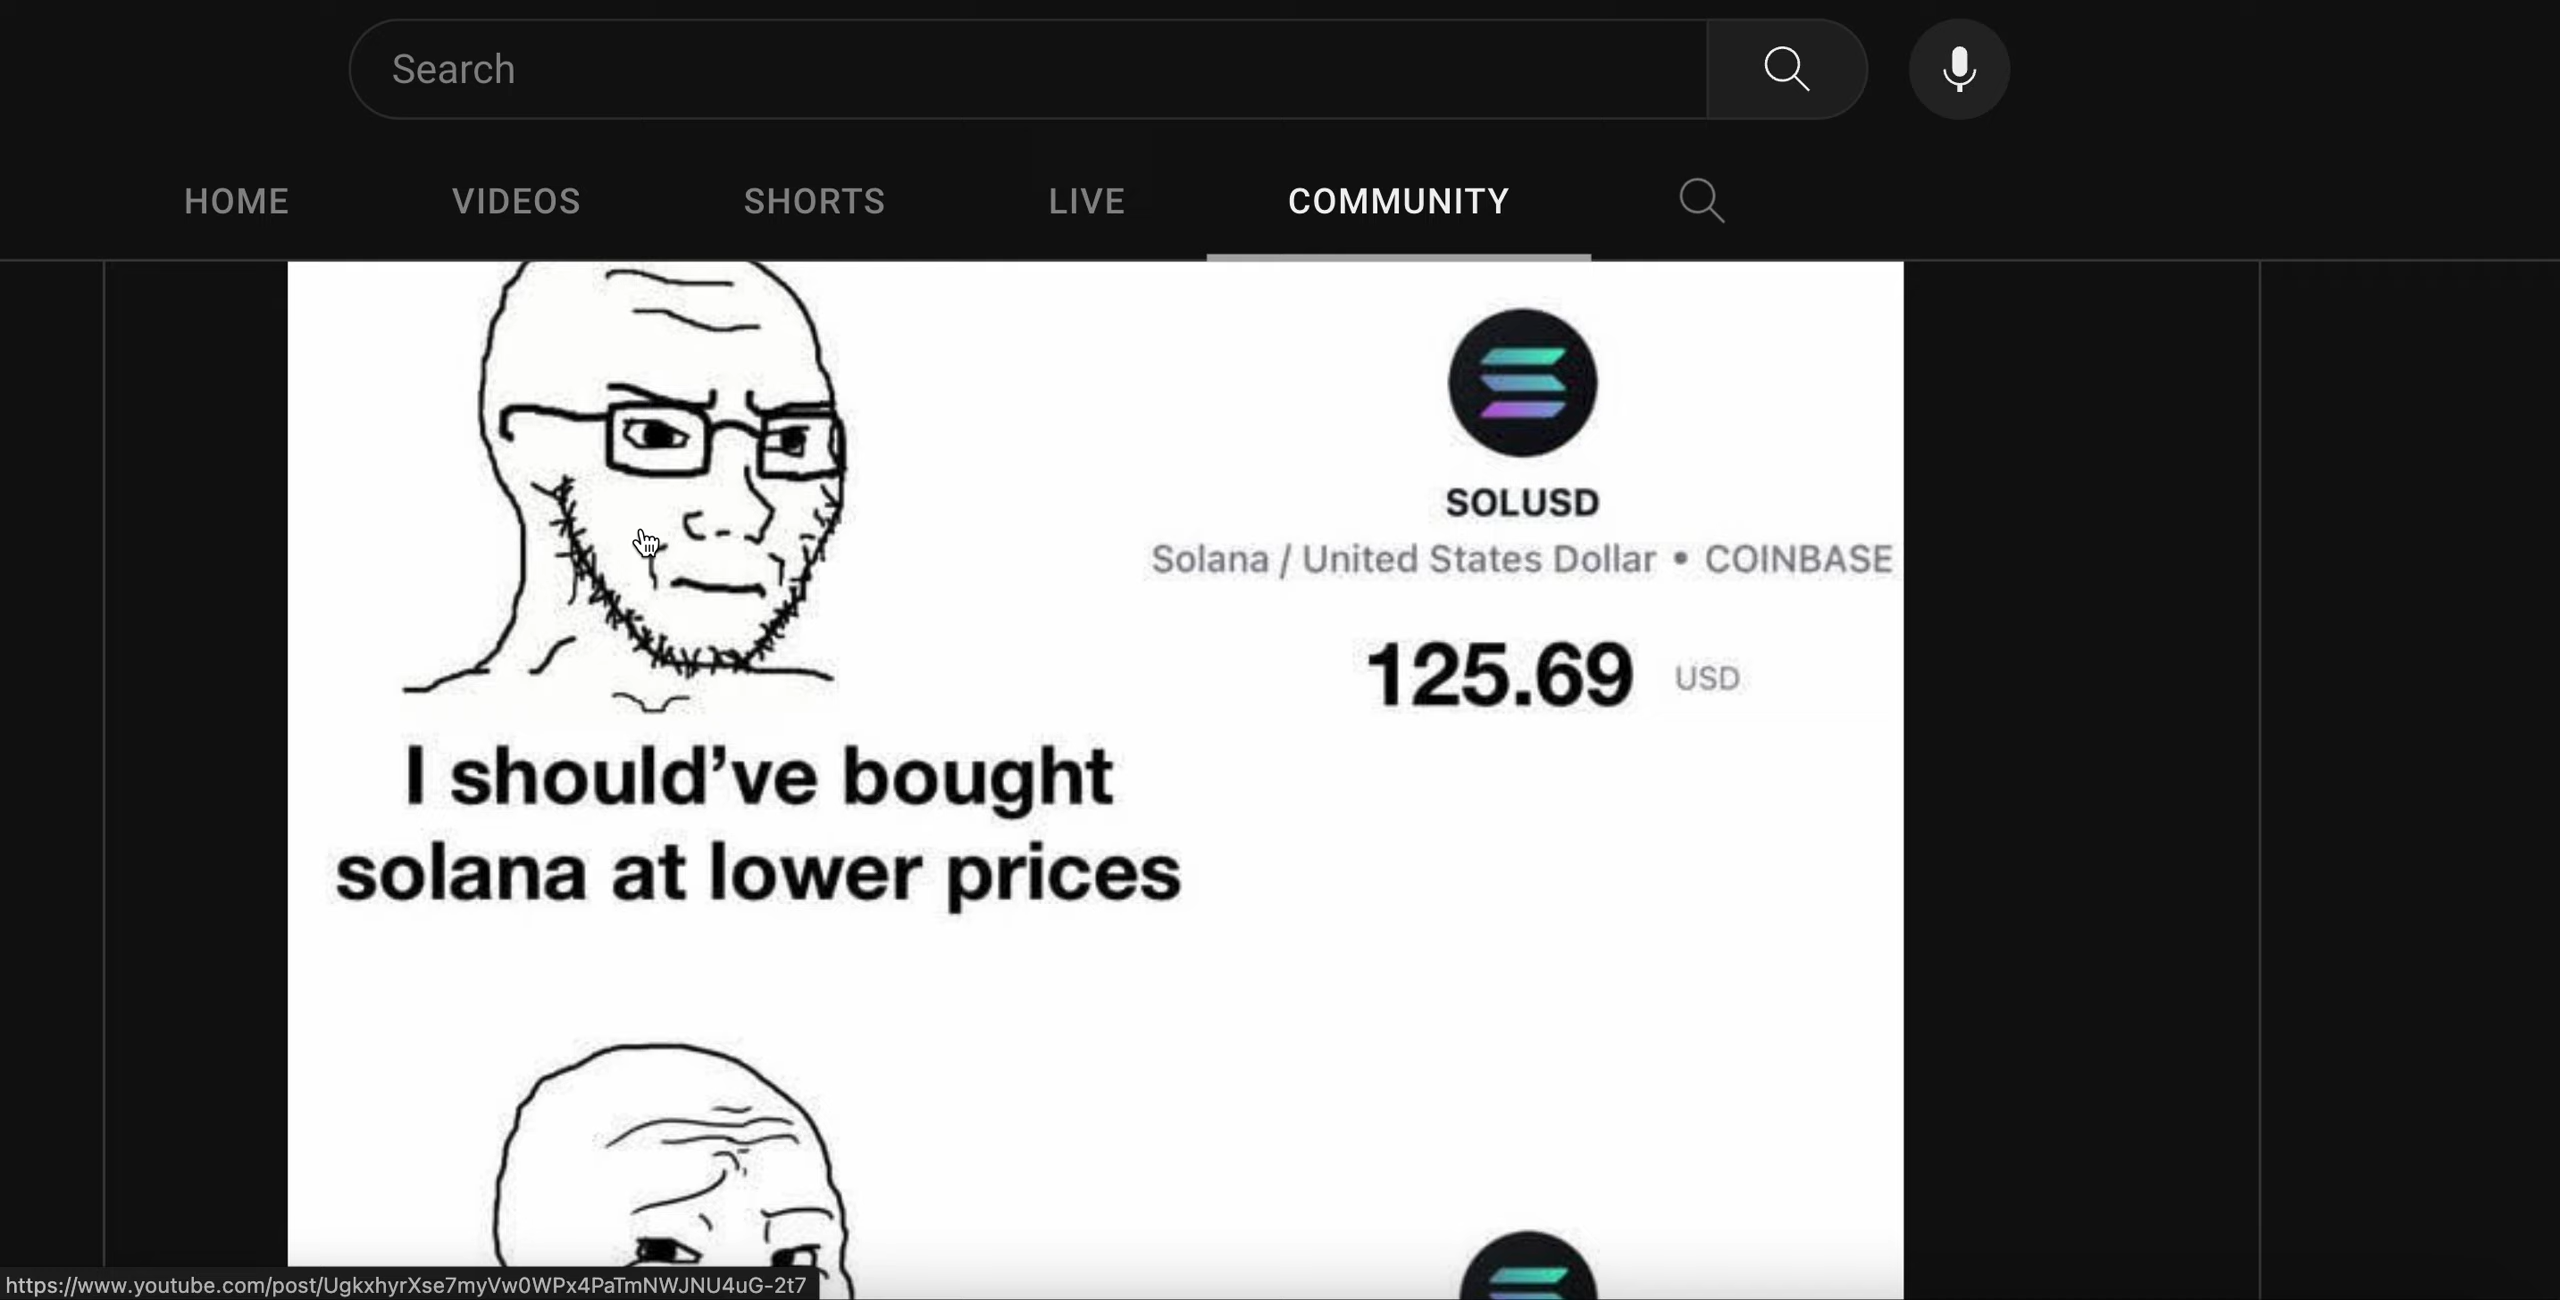 Search
HOME VIDEOS SHORTS LIVE COMMUNITY
SOLUSD
Solana / United States Dollar • COINBASE
125.69 USD
I should’ve bought
solana at lower prices
https://www.youtube.com/post/UgkxhyrXse7myVw0WPx4PaTmNWJNU4uG-2t7